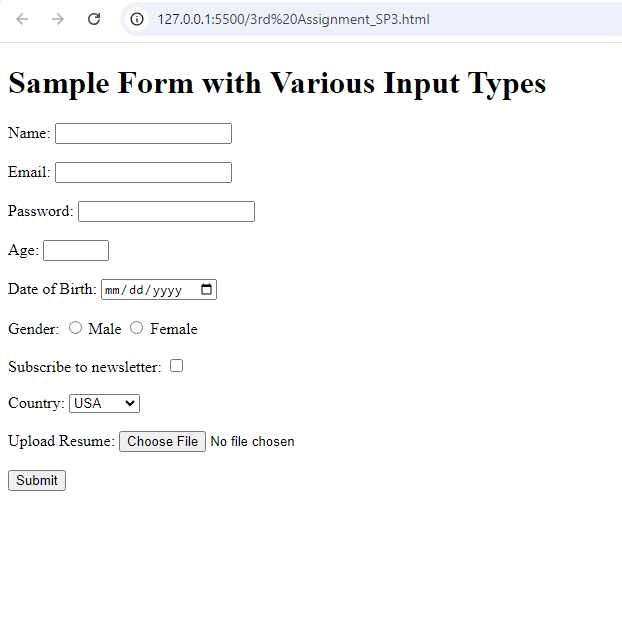 127.0.0.1:5500/3rd%20Assignment_SP3.html
Sample Form with Various Input Types
Name:
Email:
Password:
Age:
Date of Birth: mm/dd/yyyy
Gender: Male Female
Subscribe to newsletter:
Country: USA
Upload Resume: Choose File No file chosen
Submit